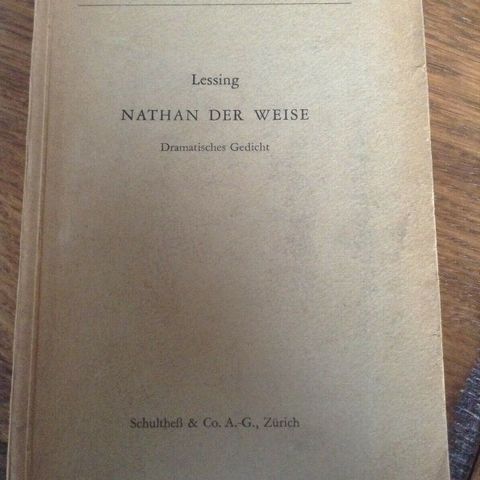 Lessing
NATHAN DER WEISE
Dramatisches Gedicht
Schultheß & Co. A.-G., Zürich